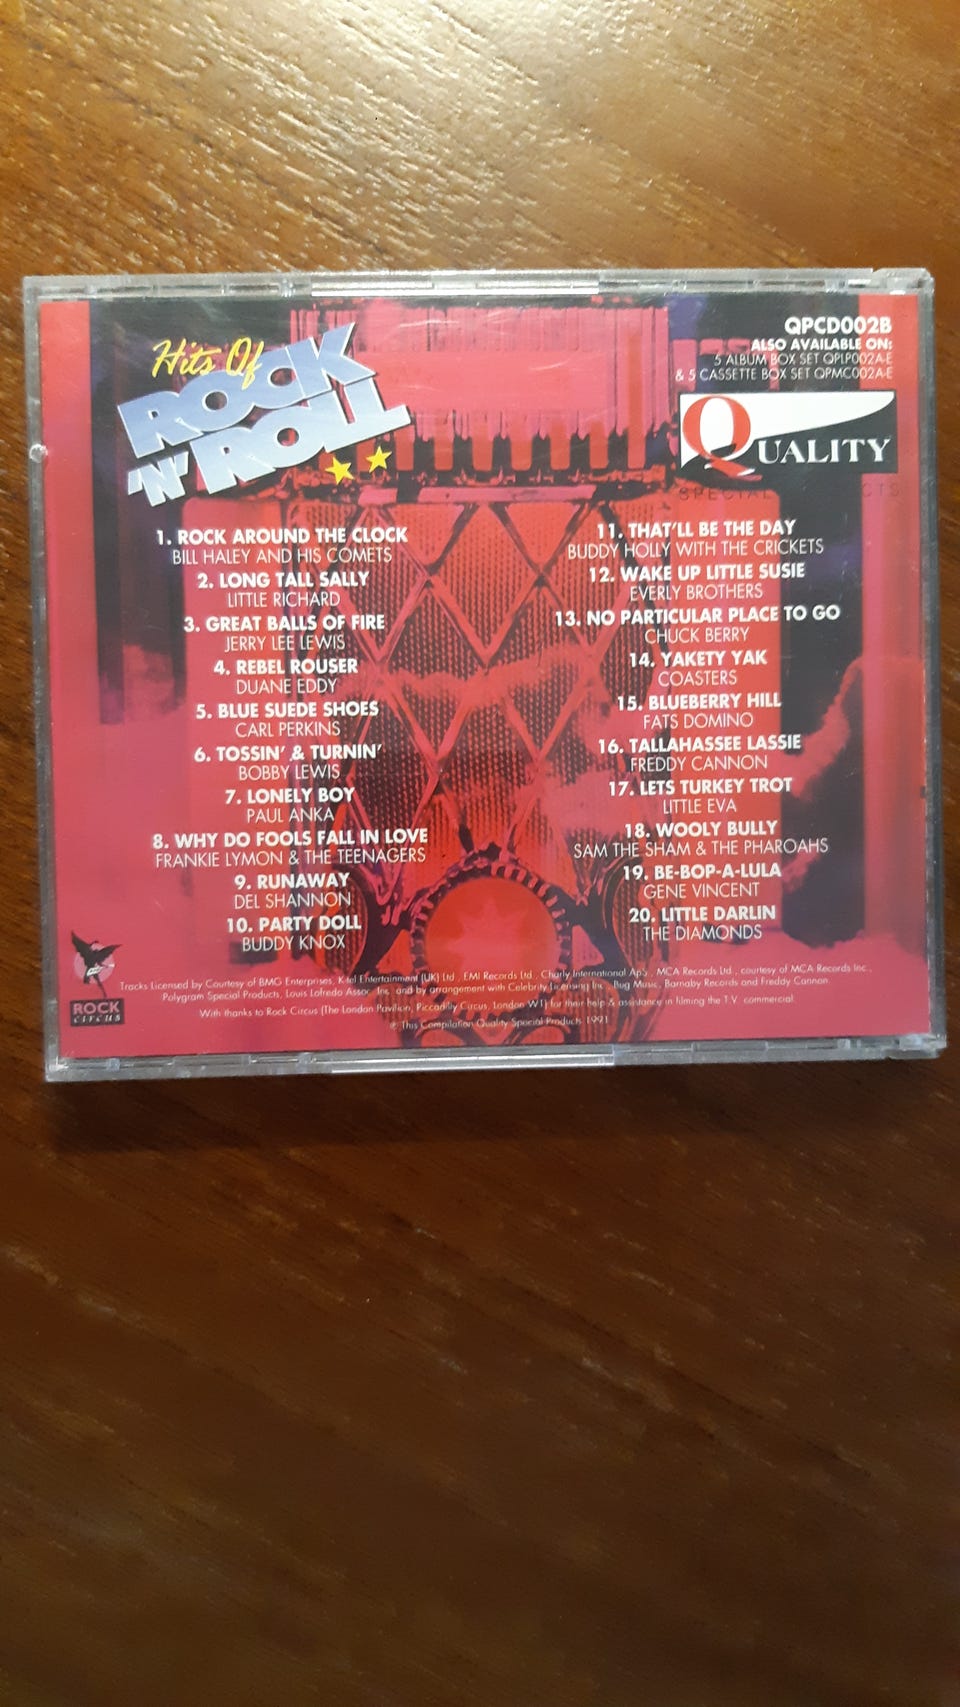 Hits Of
ROCK
'N' ROLL
QPCD002B
ALSO AVAILABLE ON:
5 ALBUM BOX SET QPLP002A-E
& 5 CASSETTE BOX SET QPMC002A-E
QUALITY
SPECIAL
1. ROCK AROUND THE CLOCK
BILL HALEY AND HIS COMETS
2. LONG TALL SALLY
LITTLE RICHARD
3. GREAT BALLS OF FIRE
JERRY LEE LEWIS
4. REBEL ROUSER
DUANE EDDY
5. BLUE SUEDE SHOES
CARL PERKINS
6. TOSSIN' & TURNIN'
BOBBY LEWIS
7. LONELY BOY
PAUL ANKA
8. WHY DO FOOLS FALL IN LOVE
FRANKIE LYMON & THE TEENAGERS
9. RUNAWAY
DEL SHANNON
10. PARTY DOLL
BUDDY KNOX
11. THAT'LL BE THE DAY
BUDDY HOLLY WITH THE CRICKETS
12. WAKE UP LITTLE SUSIE
EVERLY BROTHERS
13. NO PARTICULAR PLACE TO GO
CHUCK BERRY
14. YAKETY YAK
COASTERS
15. BLUEBERRY HILL
FATS DOMINO
16. TALLAHASSEE LASSIE
FREDDY CANNON
17. LETS TURKEY TROT
LITTLE EVA
18. WOOLY BULLY
SAM THE SHAM & THE PHAROAHS
19. BE-BOP-A-LULA
GENE VINCENT
20. LITTLE DARLIN
THE DIAMONDS
ROCK
CIRCUS
Tracks Licensed by Courtesy of BMG Enterprises, K-tel Entertainment (UK) Ltd., EMI Records Ltd., Charly International ApS., MCA Records Ltd., courtesy of MCA Records Inc.,
Polygram Special Products, Louis Lofredo Assoc. Inc. and by arrangement with Celebrity Licensing Inc., Bug Music, Barnaby Records and Freddy Cannon.
With thanks to Rock Circus (The London Pavilion, Piccadilly Circus, London W1) for their help & assistance in filming the T.V. commercial.
℗ This Compilation Quality Special Products 1991